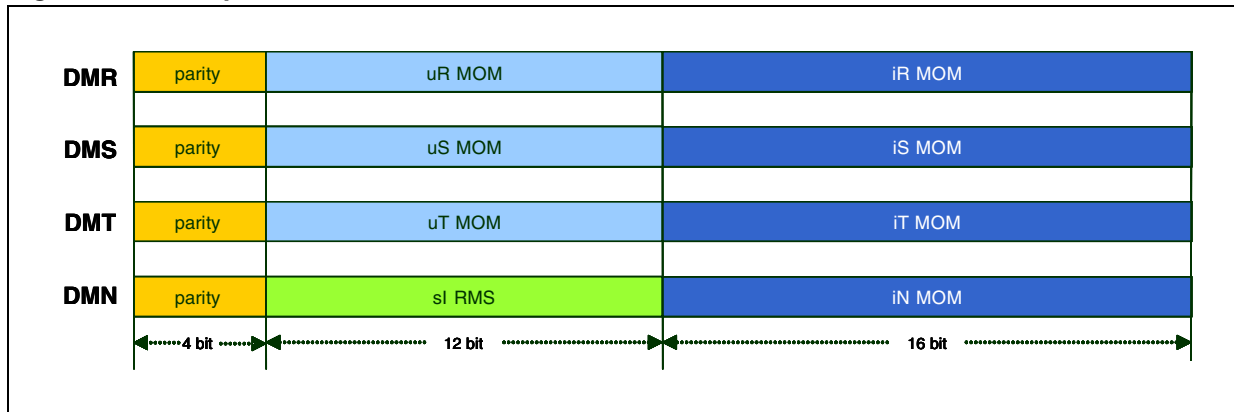 DMR parity uR MOM iR MOM
DMS parity uS MOM iS MOM
DMT parity uT MOM iT MOM
DMN parity sI RMS iN MOM
4 bit 12 bit 16 bit